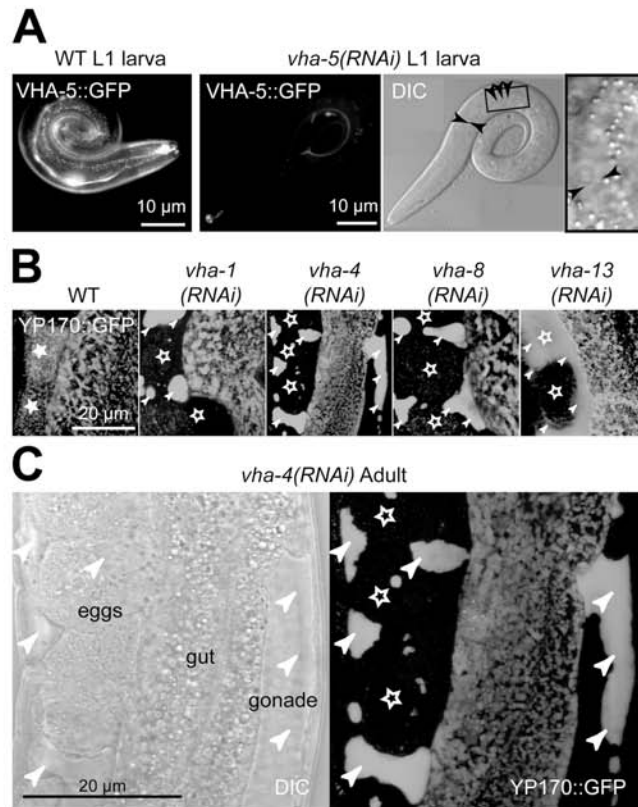 A
WT L1 larva
vha-5(RNAi) L1 larva
VHA-5::GFP
VHA-5::GFP
DIC
10 µm
10 µm
10 µm
B
WT
vha-1 (RNAi)
vha-4 (RNAi)
vha-8 (RNAi)
vha-13 (RNAi)
YP170::GFP
20 µm
C
vha-4(RNAi) Adult
eggs
gut
gonade
20 µm
DIC
YP170::GFP